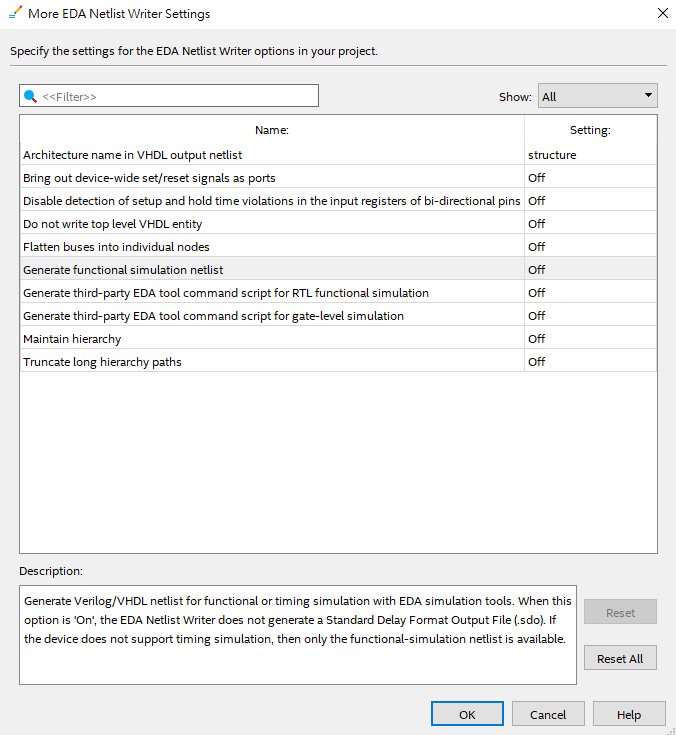 More EDA Netlist Writer Settings
Specify the settings for the EDA Netlist Writer options in your project.
<<Filter>>
Show: All
Name: Setting:
Architecture name in VHDL output netlist structure
Bring out device-wide set/reset signals as ports Off
Disable detection of setup and hold time violations in the input registers of bi-directional pins Off
Do not write top level VHDL entity Off
Flatten buses into individual nodes Off
Generate functional simulation netlist Off
Generate third-party EDA tool command script for RTL functional simulation Off
Generate third-party EDA tool command script for gate-level simulation Off
Maintain hierarchy Off
Truncate long hierarchy paths Off
Description:
Generate Verilog/VHDL netlist for functional or timing simulation with EDA simulation tools. When this
option is 'On', the EDA Netlist Writer does not generate a Standard Delay Format Output File (.sdo). If
the device does not support timing simulation, then only the functional-simulation netlist is available.
Reset
Reset All
OK Cancel Help